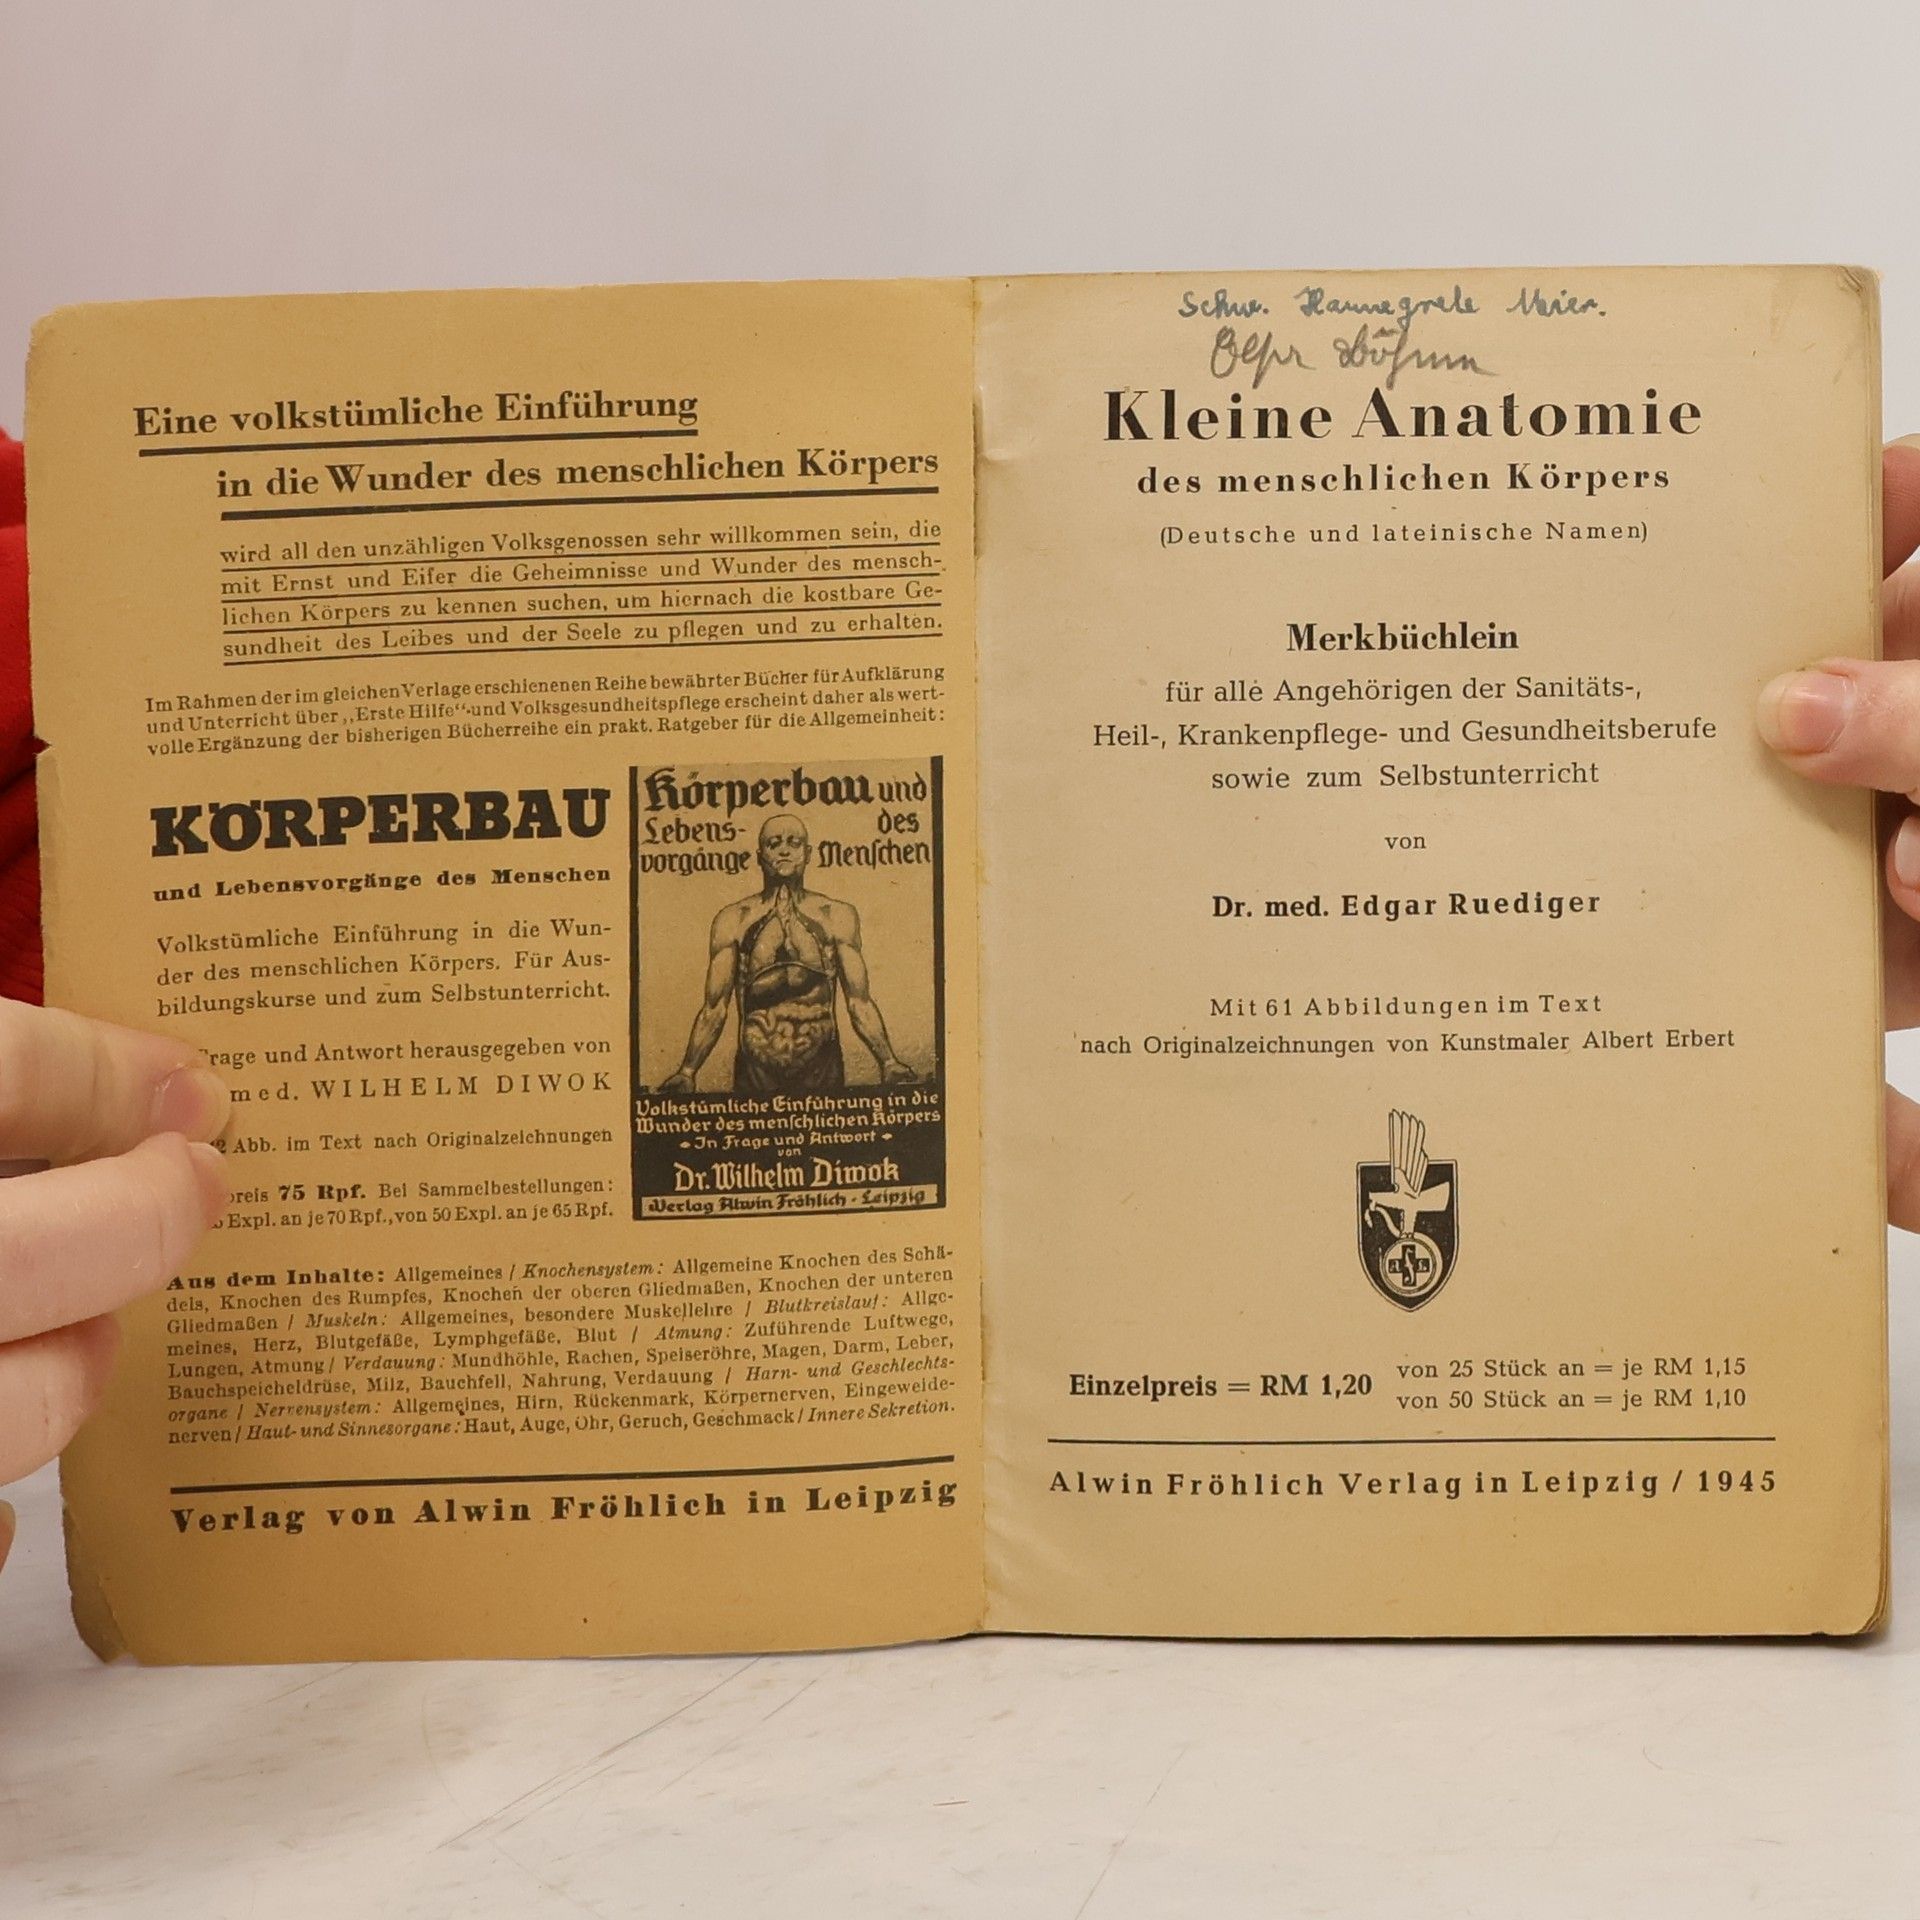 Eine volkstümliche Einführung
in die Wunder des menschlichen Körpers
wird all den unzähligen Volksgenossen sehr willkommen sein, die
mit Ernst und Eifer die Geheimnisse und Wunder des mensch-
lichen Körpers zu kennen suchen, um hiernach die kostbare Ge-
sundheit des Leibes und der Seele zu pflegen und zu erhalten.
Im Rahmen der im gleichen Verlage erschienenen Reihe bewährter Bücher für Aufklärung
und Unterricht über „Erste Hilfe“ und Volksgesundheitspflege erscheint daher als wert-
volle Ergänzung der bisherigen Bücherreihe ein prakt. Ratgeber für die Allgemeinheit:
KÖRPERBAU
und Lebensvorgänge des Menschen
Volkstümliche Einführung in die Wun-
der des menschlichen Körpers. Für Aus-
bildungskurse und zum Selbstunterricht.
Frage und Antwort herausgegeben von
med. WILHELM DIWOK
Abb. im Text nach Originalzeichnungen
preis 75 Rpf. Bei Sammelbestellungen:
Expl. an je 70 Rpf., von 50 Expl. an je 65 Rpf.
Körperbau und
Lebens- des
vorgänge Menschen
Volkstümliche Einführung in die
Wunder des menschlichen Körpers
In Frage und Antwort
von
Dr. Wilhelm Diwok
Verlag Alwin Fröhlich - Leipzig
Aus dem Inhalte: Allgemeines / Knochensystem: Allgemeine Knochen des Schä-
dels, Knochen des Rumpfes, Knochen der oberen Gliedmaßen, Knochen der unteren
Gliedmaßen / Muskeln: Allgemeines, besondere Muskellehre / Blutkreislauf: Allge-
meines, Herz, Blutgefäße, Lymphgefäße, Blut / Atmung: Zuführende Luftwege,
Lungen, Atmung / Verdauung: Mundhöhle, Rachen, Speiseröhre, Magen, Darm, Leber,
Bauchspeicheldrüse, Milz, Bauchfell, Nahrung, Verdauung / Harn- und Geschlechts-
organe / Nervensystem: Allgemeines, Hirn, Rückenmark, Körpernerven, Eingeweide-
nerven / Haut- und Sinnesorgane: Haut, Auge, Ohr, Geruch, Geschmack / Innere Sekretion.
Verlag von Alwin Fröhlich in Leipzig
Schw. Hannegrete Meier.
Kleine Anatomie
des menschlichen Körpers
(Deutsche und lateinische Namen)
Merkbüchlein
für alle Angehörigen der Sanitäts-,
Heil-, Krankenpflege- und Gesundheitsberufe
sowie zum Selbstunterricht
von
Dr. med. Edgar Ruediger
Mit 61 Abbildungen im Text
nach Originalzeichnungen von Kunstmaler Albert Erbert
Einzelpreis = RM 1,20
von 25 Stück an = je RM 1,15
von 50 Stück an = je RM 1,10
Alwin Fröhlich Verlag in Leipzig / 1945